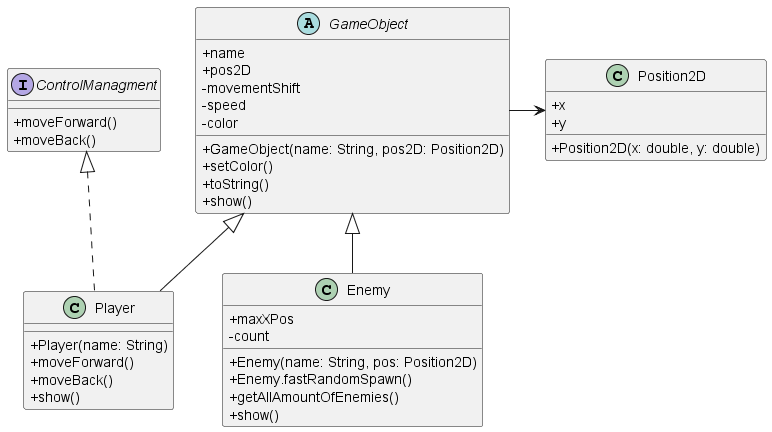 I ControlManagment
+moveForward()
+moveBack()
A GameObject
+name
+pos2D
-movementShift
-speed
-color
+GameObject(name: String, pos2D: Position2D)
+setColor()
+toString()
+show()
C Position2D
+x
+y
+Position2D(x: double, y: double)
C Player
+Player(name: String)
+moveForward()
+moveBack()
+show()
C Enemy
+maxXPos
-count
+Enemy(name: String, pos: Position2D)
+Enemy.fastRandomSpawn()
+getAllAmountOfEnemies()
+show()